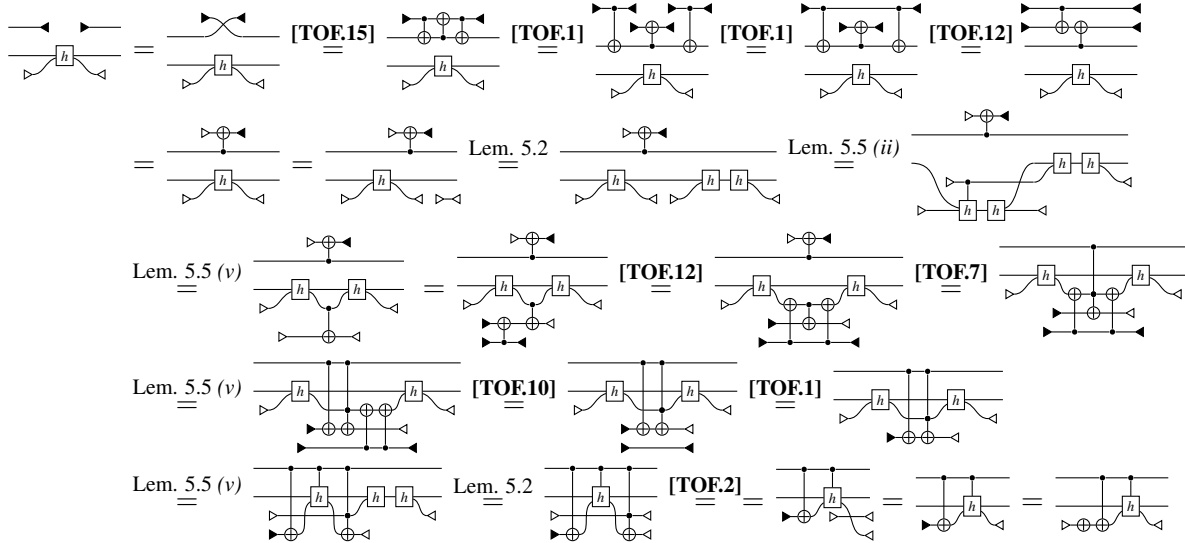 = [TOF.15] = [TOF.1] = [TOF.1] = [TOF.12] =
h h h h h h
= = Lem. 5.2 = Lem. 5.5 (ii) =
h h h h h h h h h
Lem. 5.5 (v) = = [TOF.12] = [TOF.7] =
h h h h h h h h
Lem. 5.5 (v) = [TOF.10] = [TOF.1] =
h h h h h h
Lem. 5.5 (v) = Lem. 5.2 = [TOF.2] = = = =
h h h h h h h